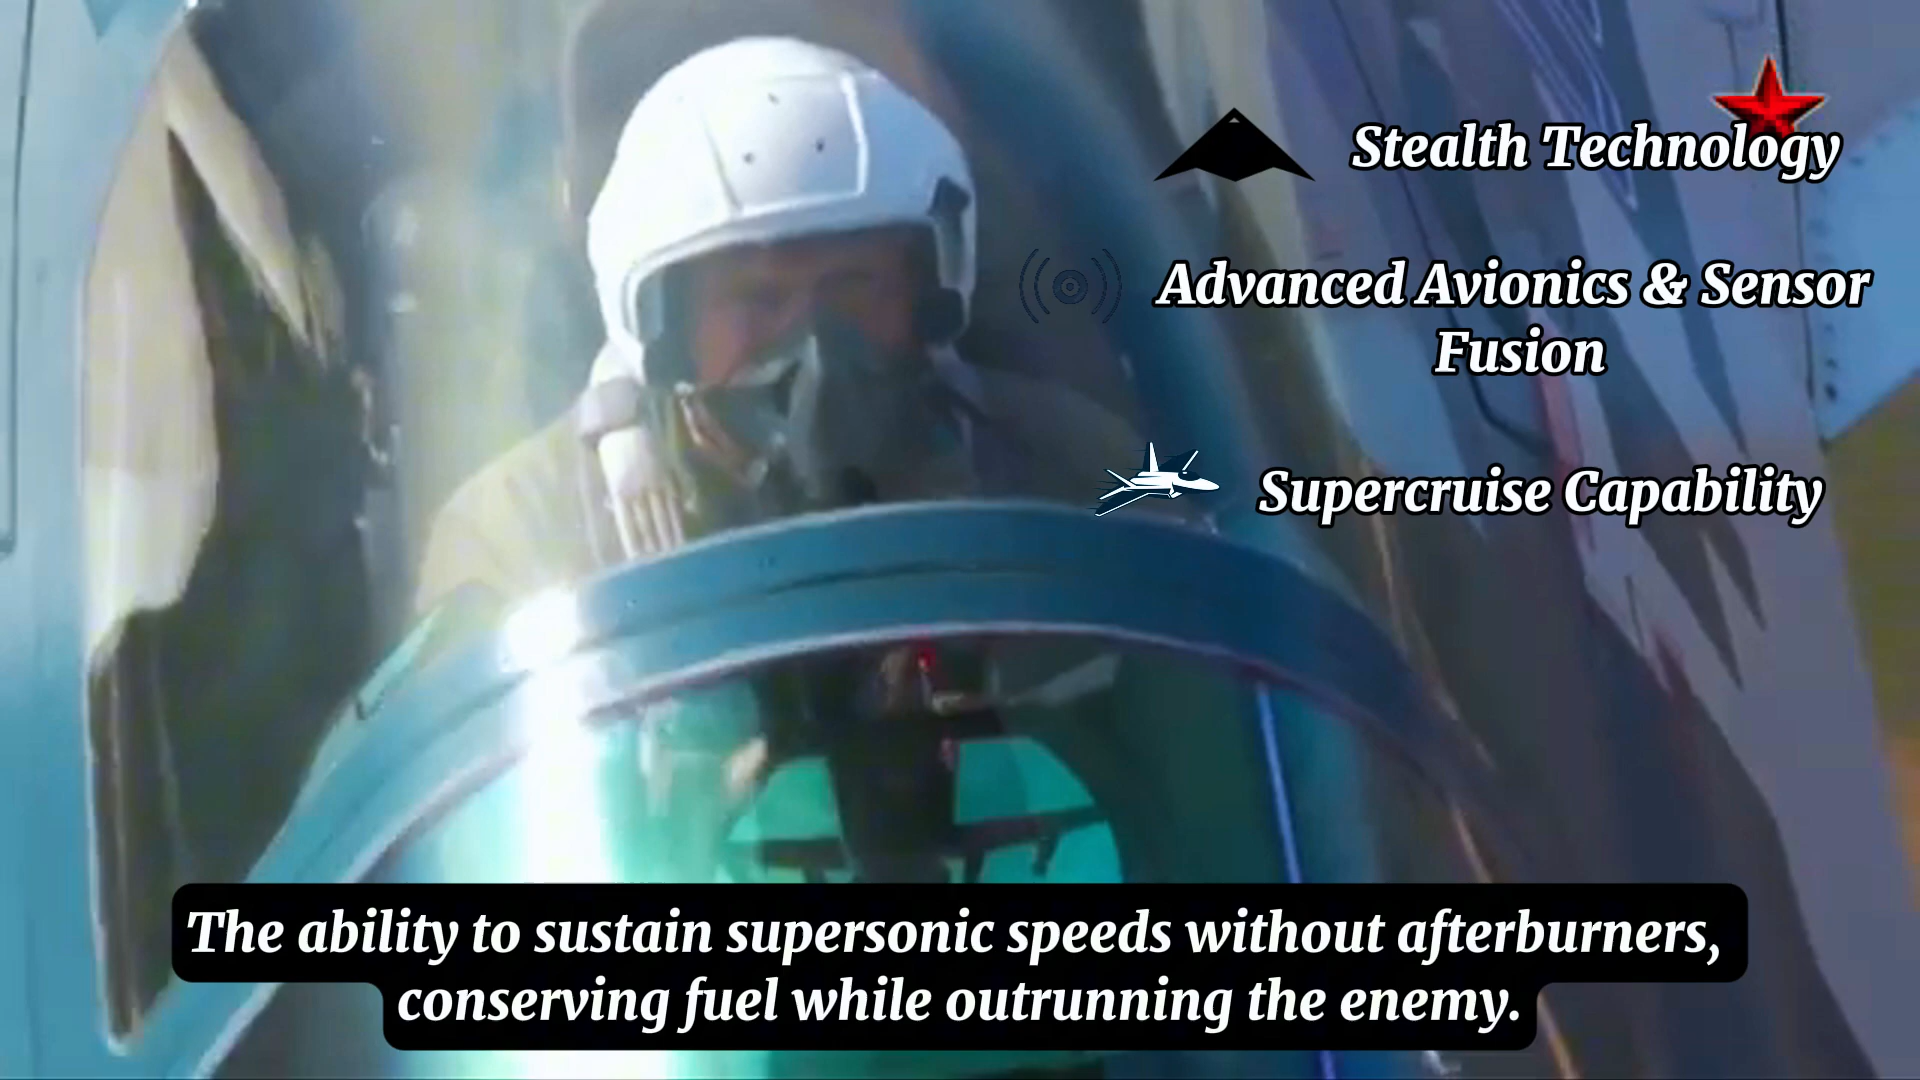 Stealth Technology
Advanced Avionics & Sensor
Fusion
Supercruise Capability
The ability to sustain supersonic speeds without afterburners,
conserving fuel while outrunning the enemy.